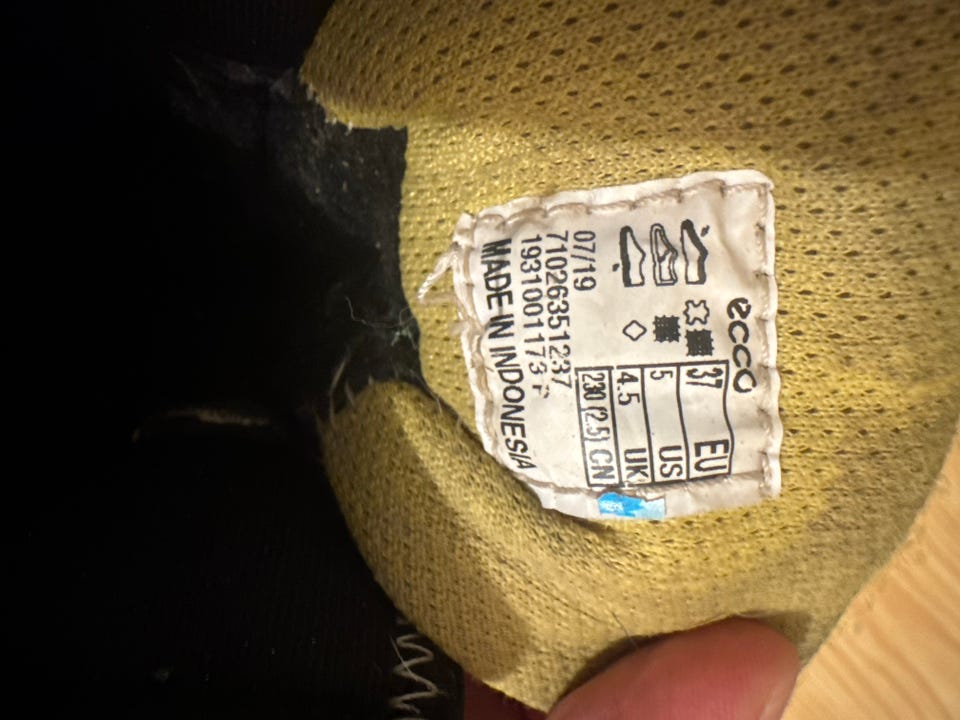 ecco
37 EU
5 US
4.5 UK
230 (2.5) CN
07/19
71026351237
1931001173 P
MADE IN INDONESIA